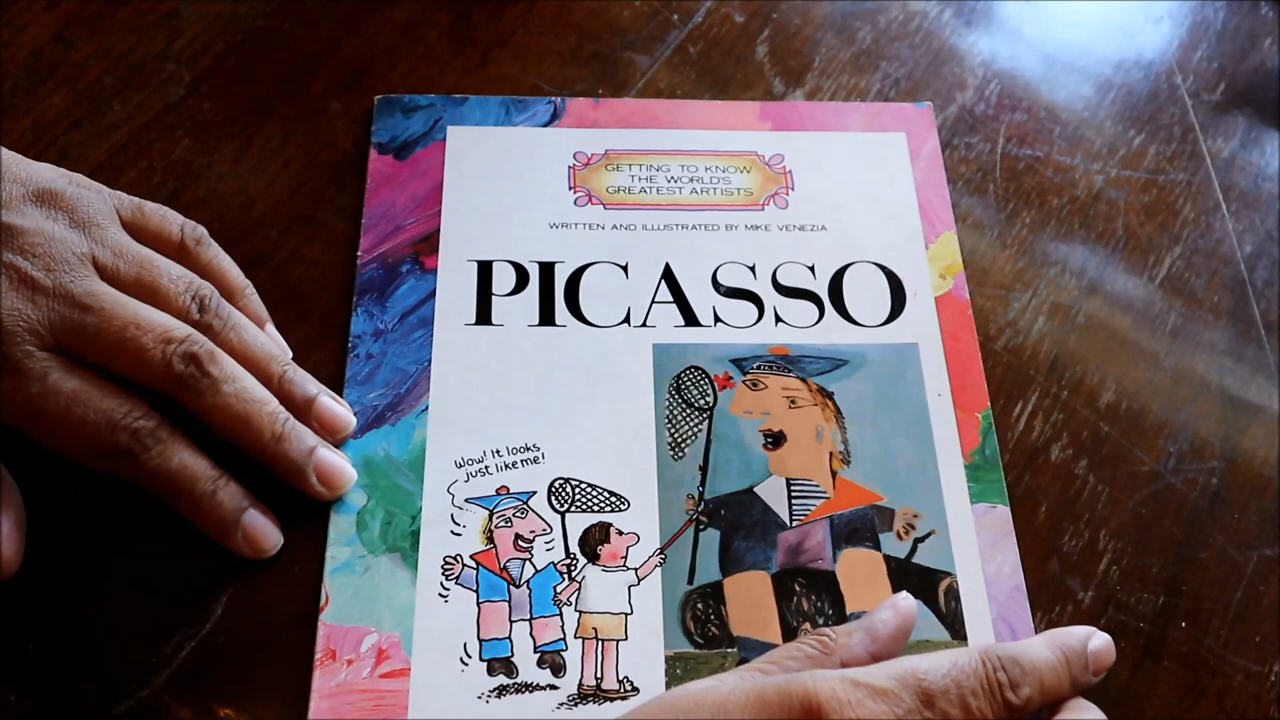 GETTING TO KNOW
THE WORLD'S
GREATEST ARTISTS
WRITTEN AND ILLUSTRATED BY MIKE VENEZIA
PICASSO
Wow! It looks
just like me!